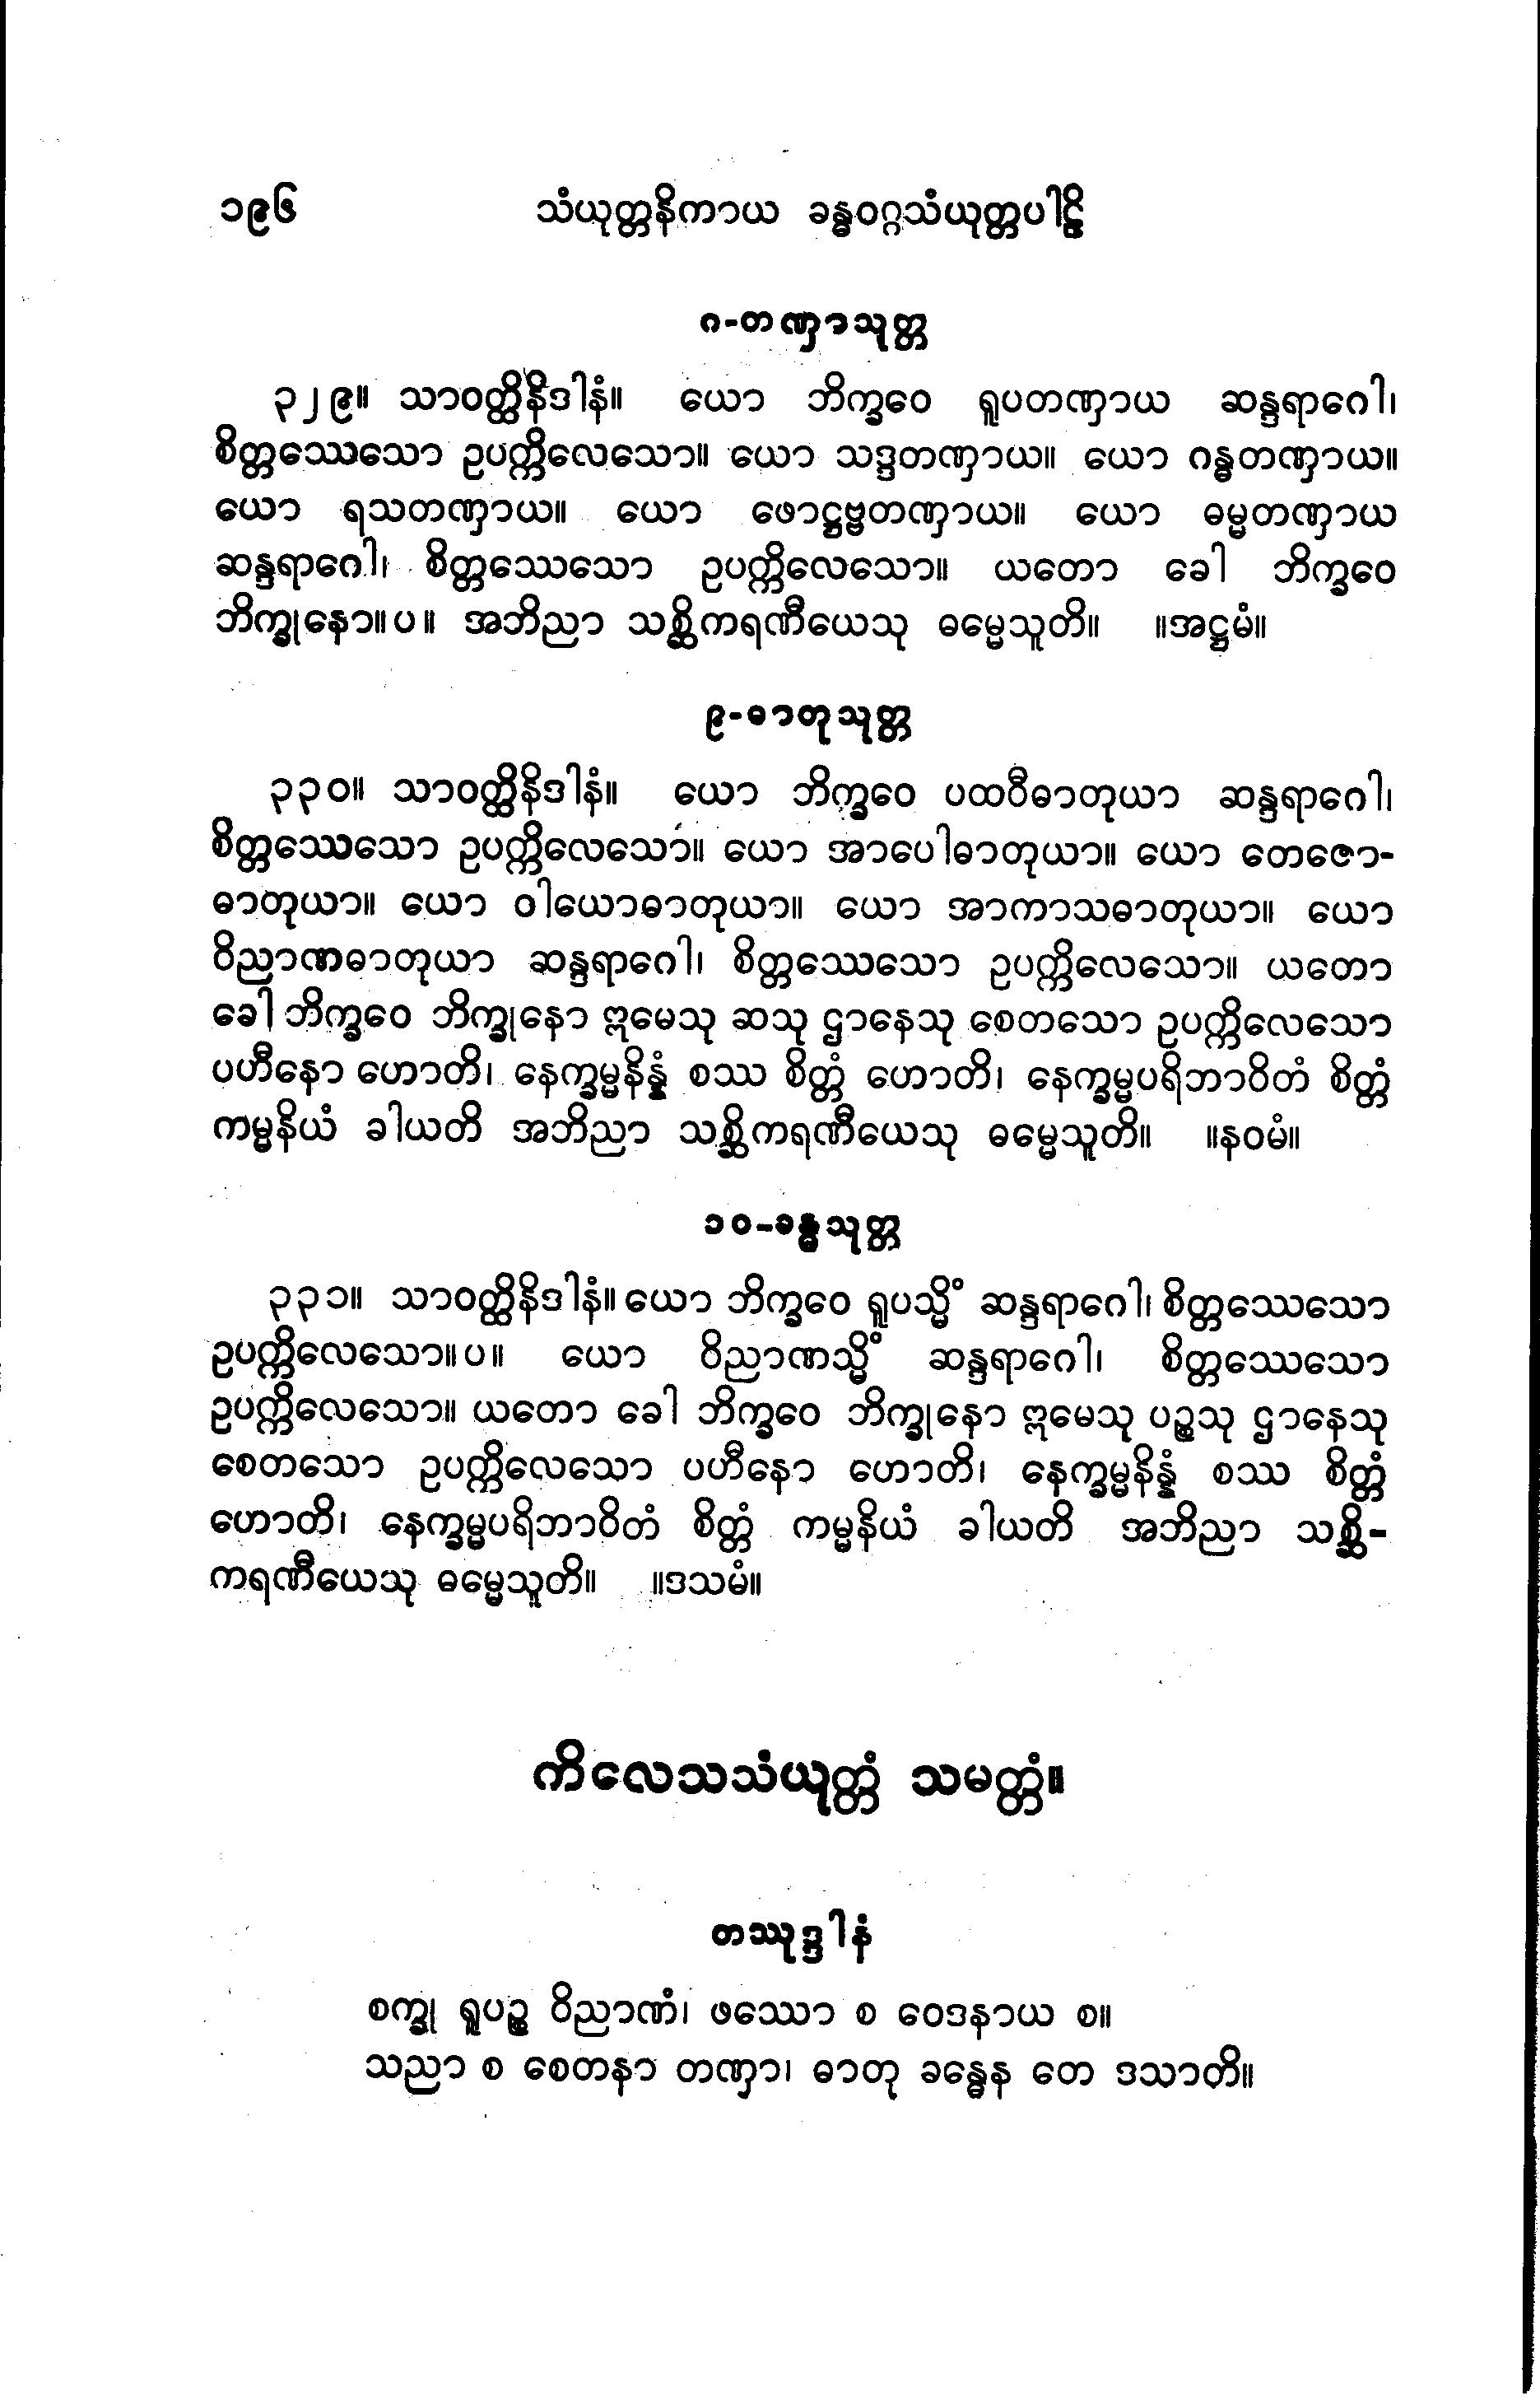 ၁၉၆ သံယုတ္တနိကာယ ခန္ဓဝဂ္ဂသံယုတ္တပါဠိ
၈-တဏှာသုတ္တ
၃၂၉။ သာဝတ္ထိနိဒါနံ။ ယော ဘိက္ခဝေ ရူပတဏှာယ ဆန္ဒရာဂေါ၊
စိတ္တဿေသော ဥပက္ကိလေသော။ ယော သဒ္ဒတဏှာယ။ ယော ဂန္ဓတဏှာယ။
ယော ရသတဏှာယ။ ယော ဖောဋ္ဌဗ္ဗတဏှာယ။ ယော ဓမ္မတဏှာယ
ဆန္ဒရာဂေါ၊ စိတ္တဿေသော ဥပက္ကိလေသော။ ယတော ခေါ ဘိက္ခဝေ
ဘိက္ခုနော။ပ။ အဘိညာ သစ္ဆိကရဏီယေသု ဓမ္မေသူတိ။ ။အဋ္ဌမံ။
၉-ဓာတုသုတ္တ
၃၃၀။ သာဝတ္ထိနိဒါနံ။ ယော ဘိက္ခဝေ ပထဝီဓာတုယာ ဆန္ဒရာဂေါ၊
စိတ္တဿေသော ဥပက္ကိလေသော။ ယော အာပေါဓာတုယာ။ ယော တေဇော-
ဓာတုယာ။ ယော ဝါယောဓာတုယာ။ ယော အာကာသဓာတုယာ။ ယော
ဝိညာဏဓာတုယာ ဆန္ဒရာဂေါ၊ စိတ္တဿေသော ဥပက္ကိလေသော။ ယတော
ခေါ ဘိက္ခဝေ ဘိက္ခုနော ဣမေသု ဆသု ဌာနေသု စေတသော ဥပက္ကိလေသော
ပဟီနော ဟောတိ၊ နေက္ခမ္မနိန္နံ စဿ စိတ္တံ ဟောတိ၊ နေက္ခမ္မပရိဘာဝိတံ စိတ္တံ
ကမ္မနိယံ ခါယတိ အဘိညာ သစ္ဆိကရဏီယေသု ဓမ္မေသူတိ။ ။နဝမံ။
၁၀-ခန္ဓသုတ္တ
၃၃၁။ သာဝတ္ထိနိဒါနံ။ ယော ဘိက္ခဝေ ရူပသ္မိံ ဆန္ဒရာဂေါ၊ စိတ္တဿေသော
ဥပက္ကိလေသော။ပ။ ယော ဝိညာဏသ္မိံ ဆန္ဒရာဂေါ၊ စိတ္တဿေသော
ဥပက္ကိလေသော။ ယတော ခေါ ဘိက္ခဝေ ဘိက္ခုနော ဣမေသု ပဉ္စသု ဌာနေသု
စေတသော ဥပက္ကိလေသော ပဟီနော ဟောတိ၊ နေက္ခမ္မနိန္နံ စဿ စိတ္တံ
ဟောတိ၊ နေက္ခမ္မပရိဘာဝိတံ စိတ္တံ ကမ္မနိယံ ခါယတိ အဘိညာ သစ္ဆိ-
ကရဏီယေသု ဓမ္မေသူတိ။ ။ဒသမံ။
ကိလေသသံယုတ္တံ သမတ္တံ။
တဿုဒ္ဒါနံ
စက္ခု ရူပဉ္စ ဝိညာဏံ၊ ဖဿော စ ဝေဒနာယ စ။
သညာ စ စေတနာ တဏှာ၊ ဓာတု ခန္ဓေန တေ ဒသာတိ။